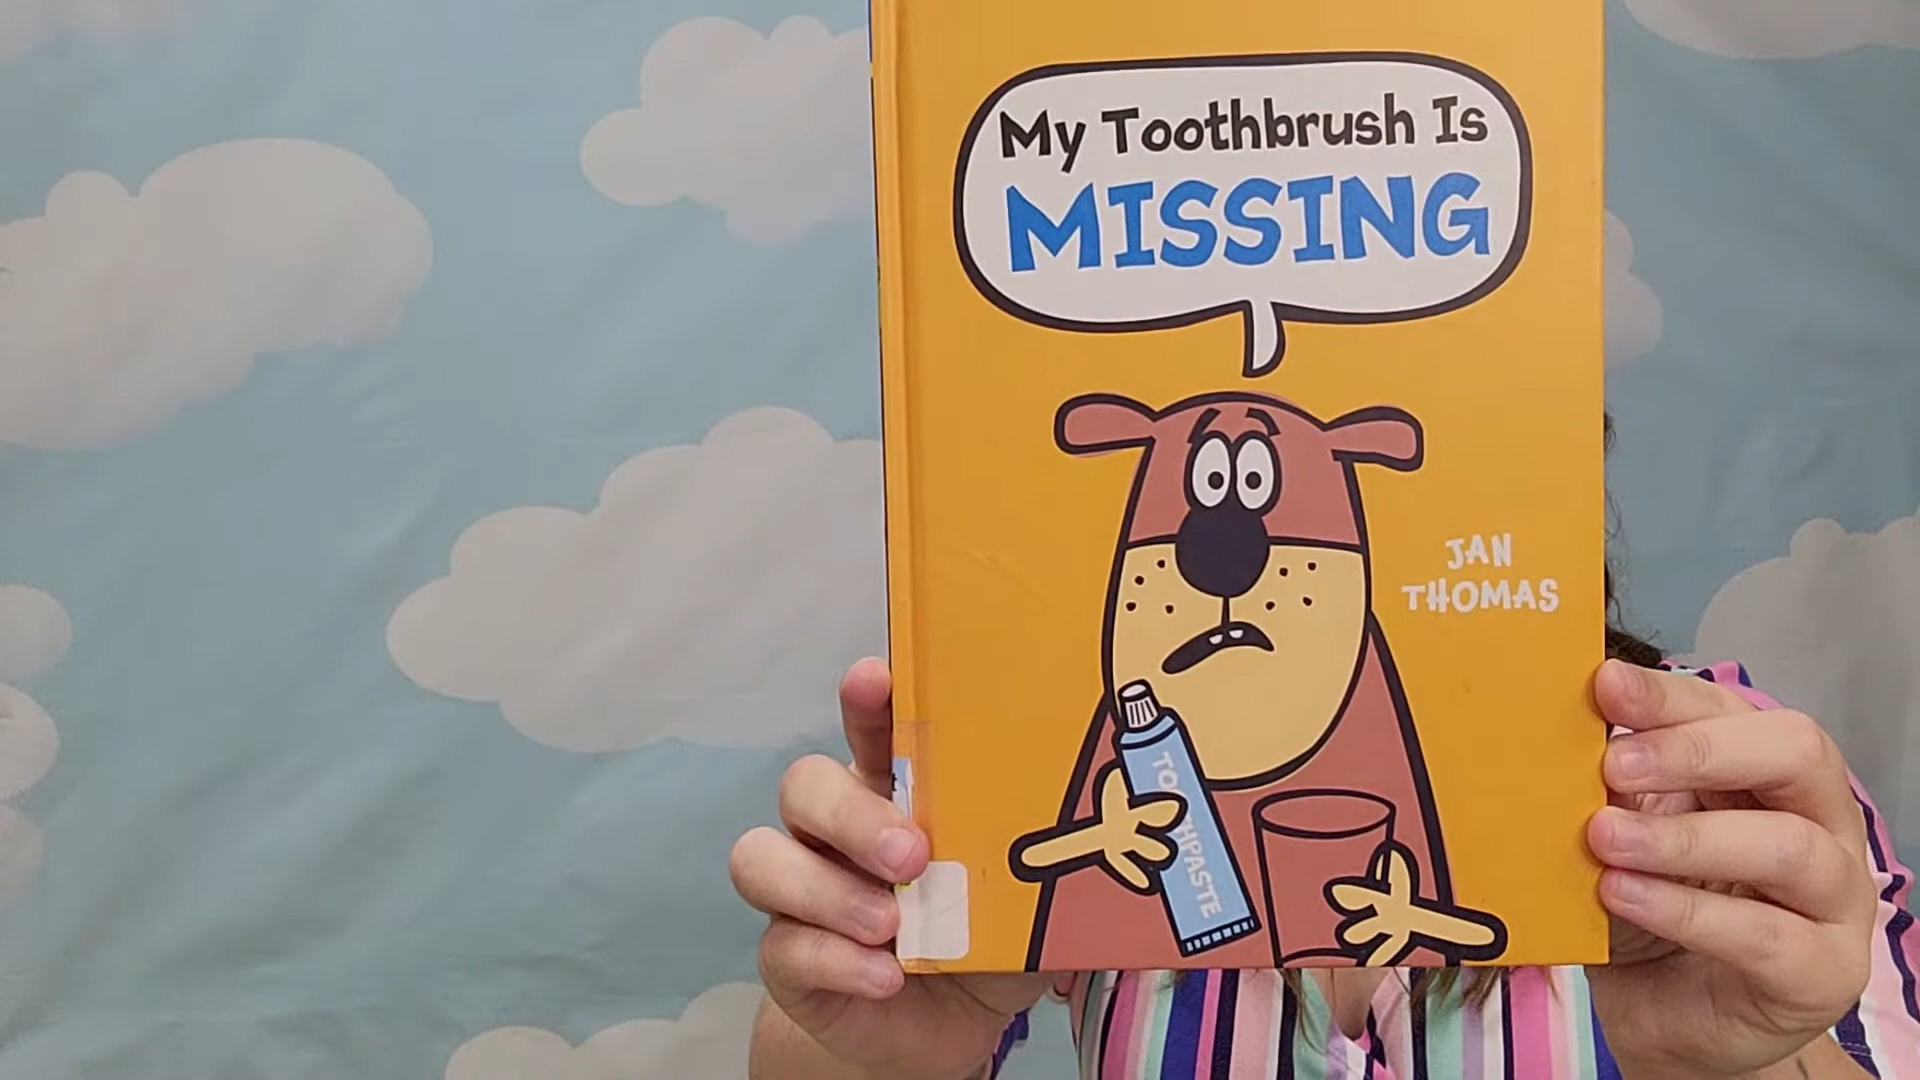 My Toothbrush Is
MISSING
JAN
THOMAS
TOOTHPASTE